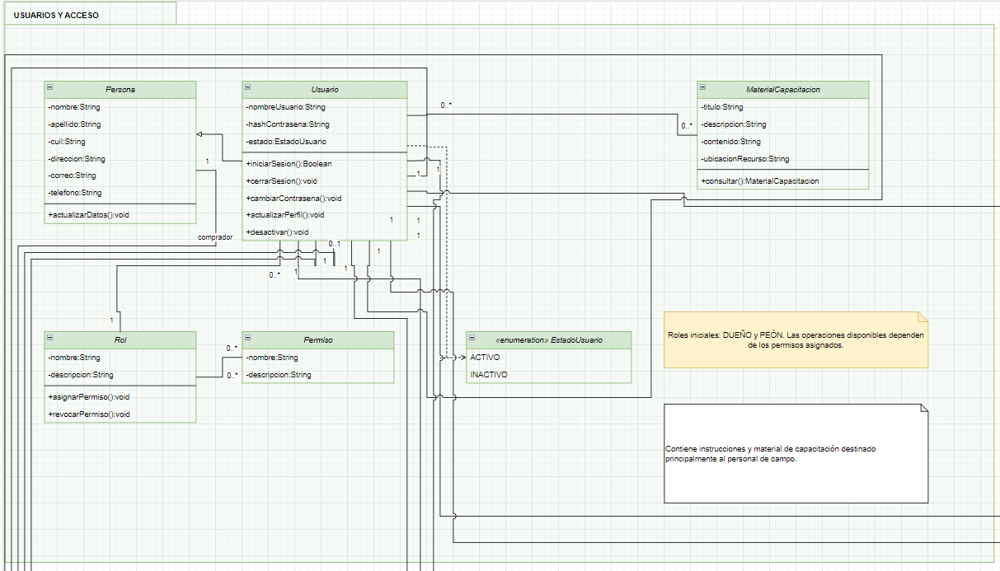 USUARIOS Y ACCESO
Persona
-nombre:String
-apellido:String
-cuil:String
-direccion:String
-correo:String
-telefono:String
+actualizarDatos():void
1
comprador
Usuario
-nombreUsuario:String
-hashContrasena:String
-estado:EstadoUsuario
+iniciarSesion():Boolean
+cerrarSesion():void
+cambiarContrasena():void
+actualizarPerfil():void
+desactivar():void
0..*
0..*
1
1
1
1
1
0..1
1
1
1
1
0..*
1
MaterialCapacitacion
-titulo:String
-descripcion:String
-contenido:String
-ubicacionRecurso:String
+consultar():MaterialCapacitacion
Rol
-nombre:String
-descripcion:String
+asignarPermiso():void
+revocarPermiso():void
0..*
0..*
Permiso
-nombre:String
-descripcion:String
«enumeration» EstadoUsuario
ACTIVO
INACTIVO
Roles iniciales: DUEÑO y PEÓN. Las operaciones disponibles dependen
de los permisos asignados.
Contiene instrucciones y material de capacitación destinado
principalmente al personal de campo.